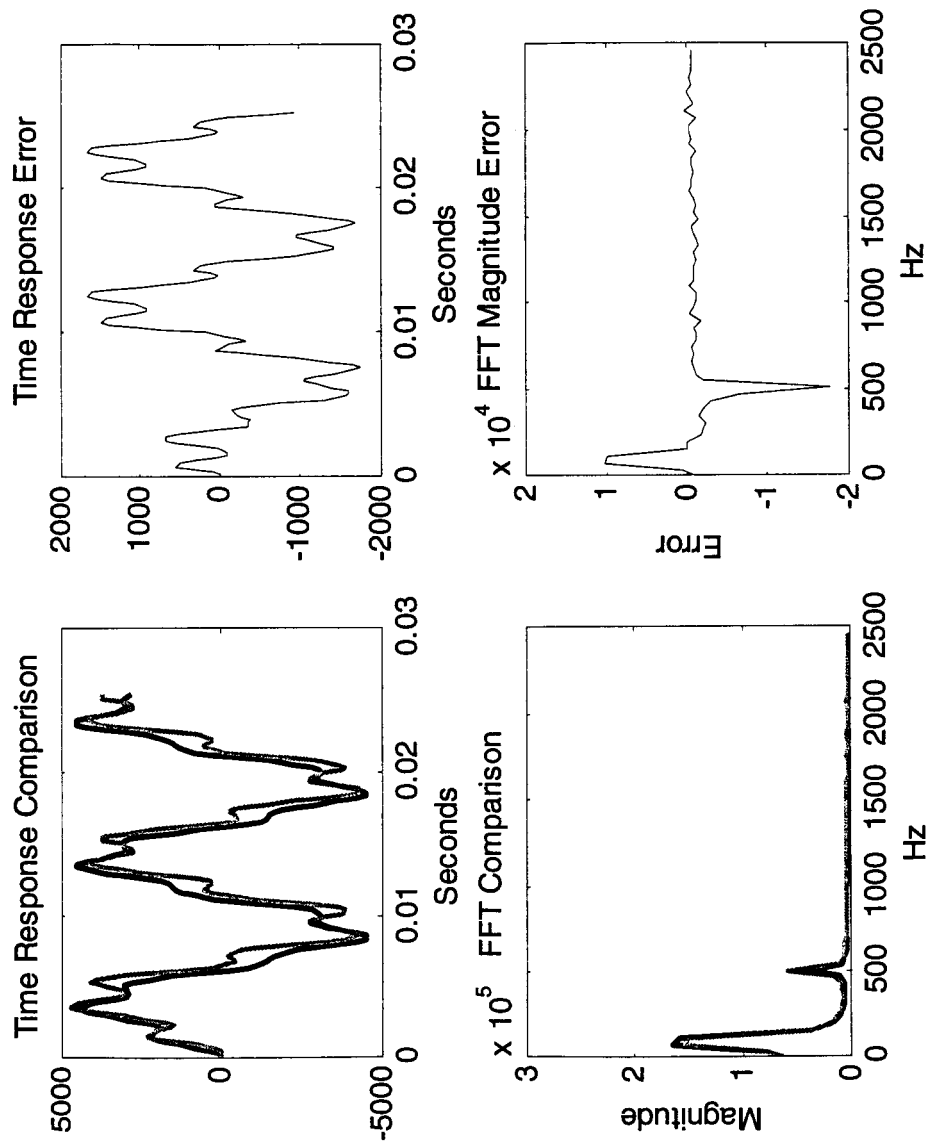 Time Response Comparison
5000
0
-5000
0 0.01 0.02 0.03
Seconds
Time Response Error
2000
1000
0
-1000
-2000
0 0.01 0.02 0.03
Seconds
x 10^5 FFT Comparison
3
2
1
0
Magnitude
0 500 1000 1500 2000 2500
Hz
x 10^4 FFT Magnitude Error
2
1
0
-1
-2
Error
0 500 1000 1500 2000 2500
Hz